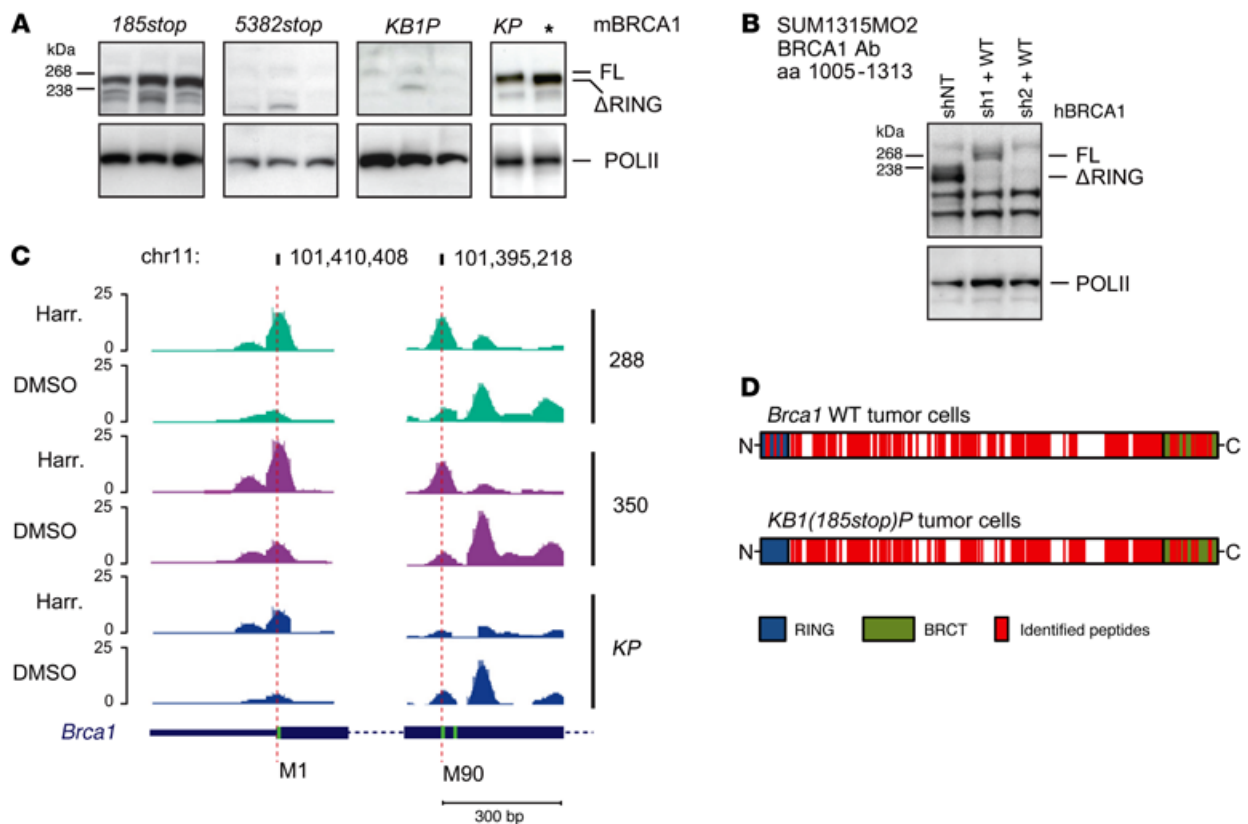 A
185stop 5382stop KB1P KP * mBRCA1
kDa
268
238
FL
ΔRING
POLII
B
SUM1315MO2
BRCA1 Ab
aa 1005-1313
shNT sh1 + WT sh2 + WT hBRCA1
kDa
268
238
FL
ΔRING
POLII
C
chr11: 101,410,408 101,395,218
25
Harr.
0
25
DMSO
0
288
25
Harr.
0
25
DMSO
0
350
25
Harr.
0
25
DMSO
0
KP
Brca1
M1 M90
300 bp
D
Brca1 WT tumor cells
N C
KB1(185stop)P tumor cells
N C
RING BRCT Identified peptides